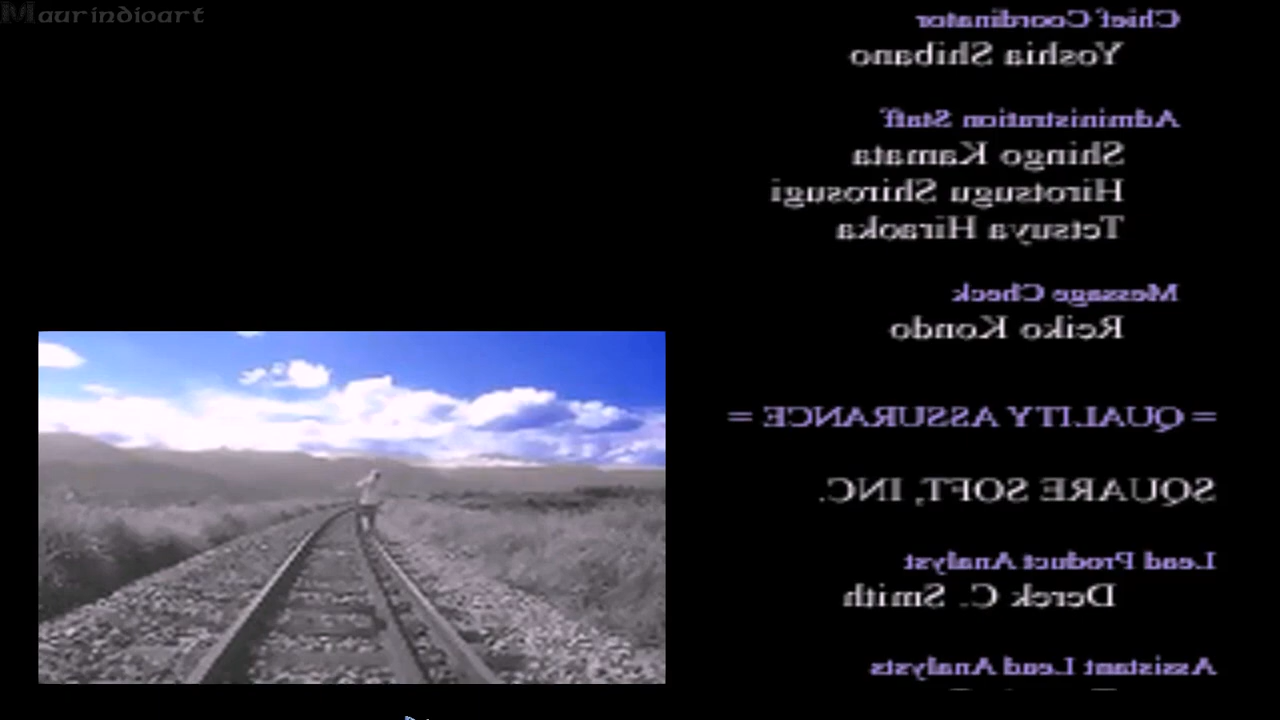 Maurindioart
Chief Coordinator
Yoshia Shibano
Administration Staff
Shingo Kamata
Hirotsugu Shirosugi
Tetsuya Hiraoka
Message Check
Reiko Kondo
= QUALITY ASSURANCE =
SQUARE SOFT, INC.
Lead Product Analyst
Derek C. Smith
Assistant Lead Analysts